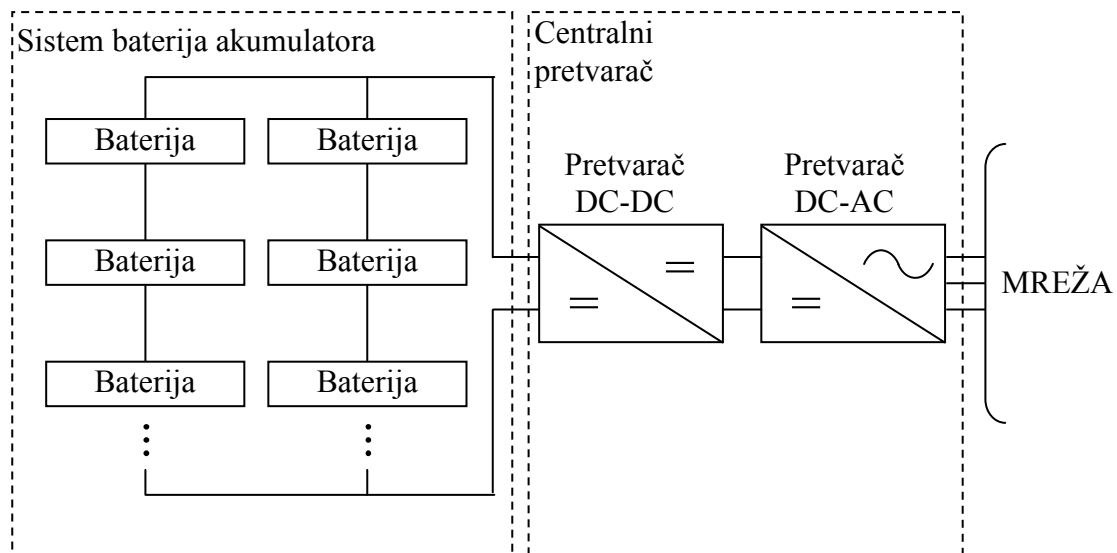 Sistem baterija akumulatora
Centralni
pretvarač
Baterija
Baterija
Pretvarač
DC-DC
Pretvarač
DC-AC
Baterija
Baterija
MREŽA
Baterija
Baterija